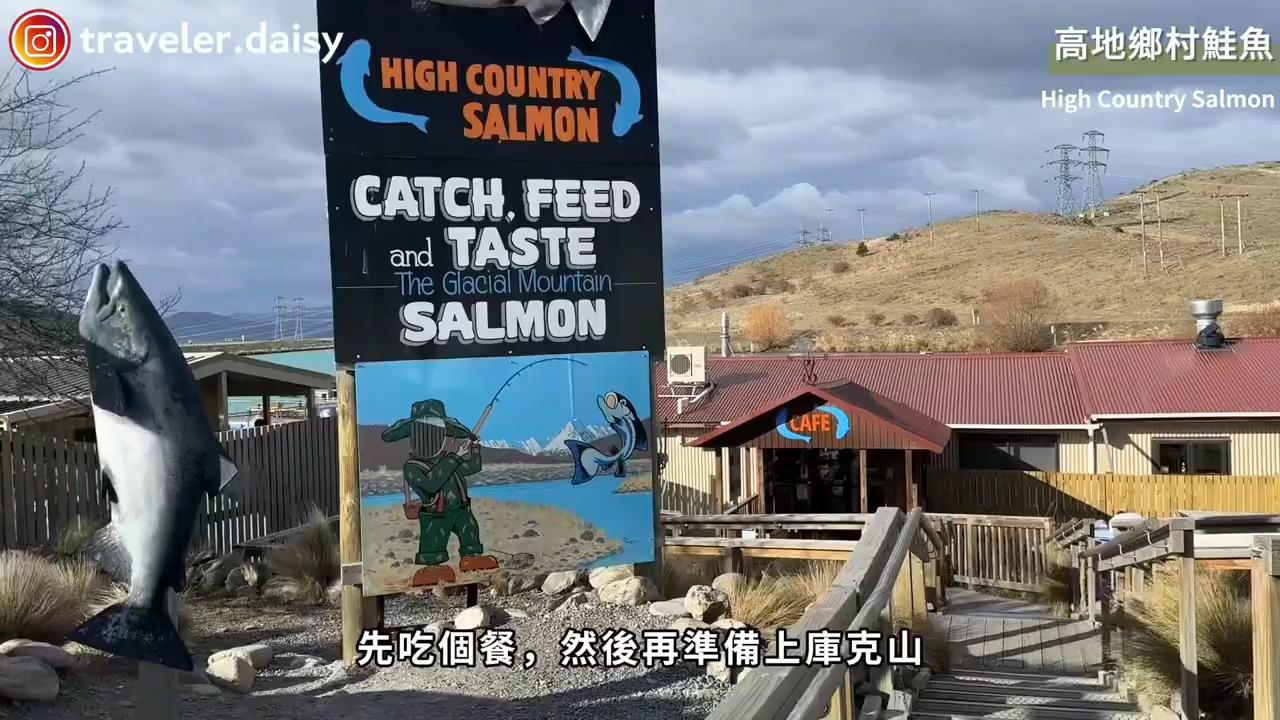 traveler.daisy
高地鄉村鮭魚
High Country Salmon
HIGH COUNTRY
SALMON
CATCH, FEED
and TASTE
The Glacial Mountain
SALMON
CAFE
先吃個餐，然後再準備上庫克山